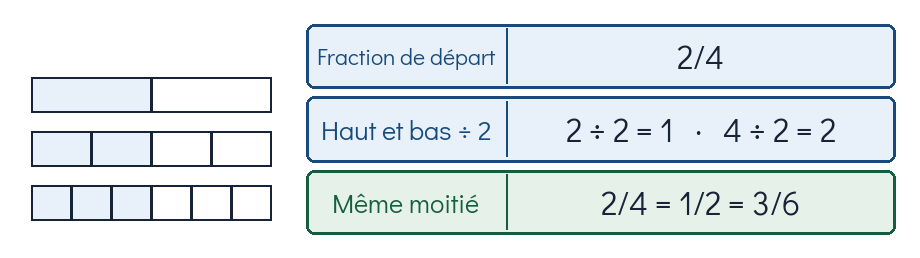 Fraction de départ 2/4
Haut et bas ÷ 2 2 ÷ 2 = 1 · 4 ÷ 2 = 2
Même moitié 2/4 = 1/2 = 3/6